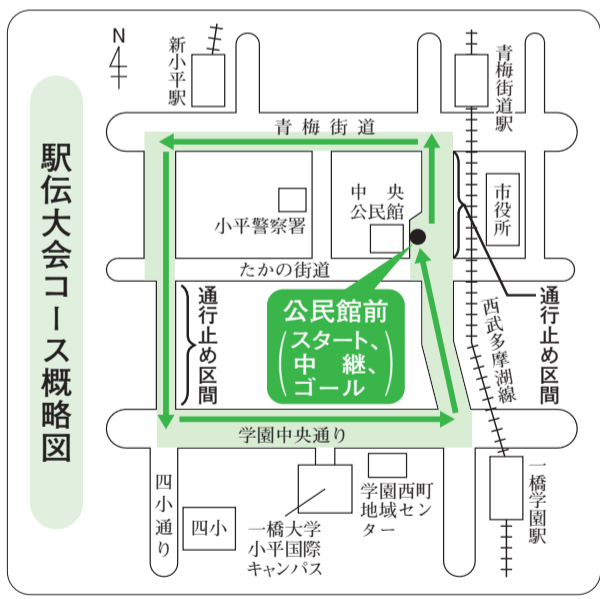 駅伝大会コース概略図
N
新小平駅
青梅街道駅
青梅街道
小平警察署
中央
公民館
市役所
たかの街道
公民館前
(スタート、
中継、
ゴール)
通行止め区間
西武多摩湖線
通行止め区間
学園中央通り
四小通り
四小
一橋大学
小平国際
キャンパス
学園西町
地域セン
ター
一橋学園駅